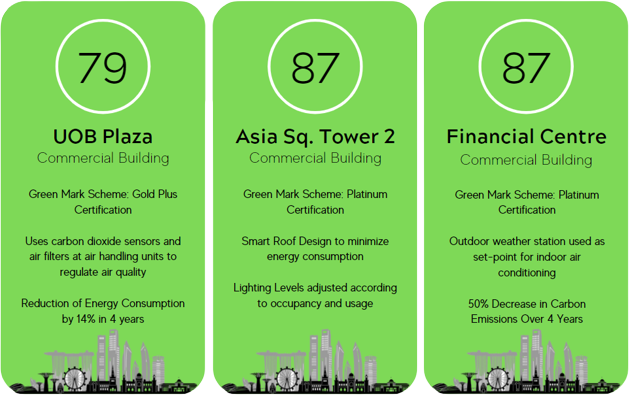 79
UOB Plaza
Commercial Building
Green Mark Scheme: Gold Plus
Certification
Uses carbon dioxide sensors and
air filters at air handling units to
regulate air quality
Reduction of Energy Consumption
by 14% in 4 years
87
Asia Sq. Tower 2
Commercial Building
Green Mark Scheme: Platinum
Certification
Smart Roof Design to minimize
energy consumption
Lighting Levels adjusted according
to occupancy and usage
87
Financial Centre
Commercial Building
Green Mark Scheme: Platinum
Certification
Outdoor weather station used as
set-point for indoor air
conditioning
50% Decrease in Carbon
Emissions Over 4 Years